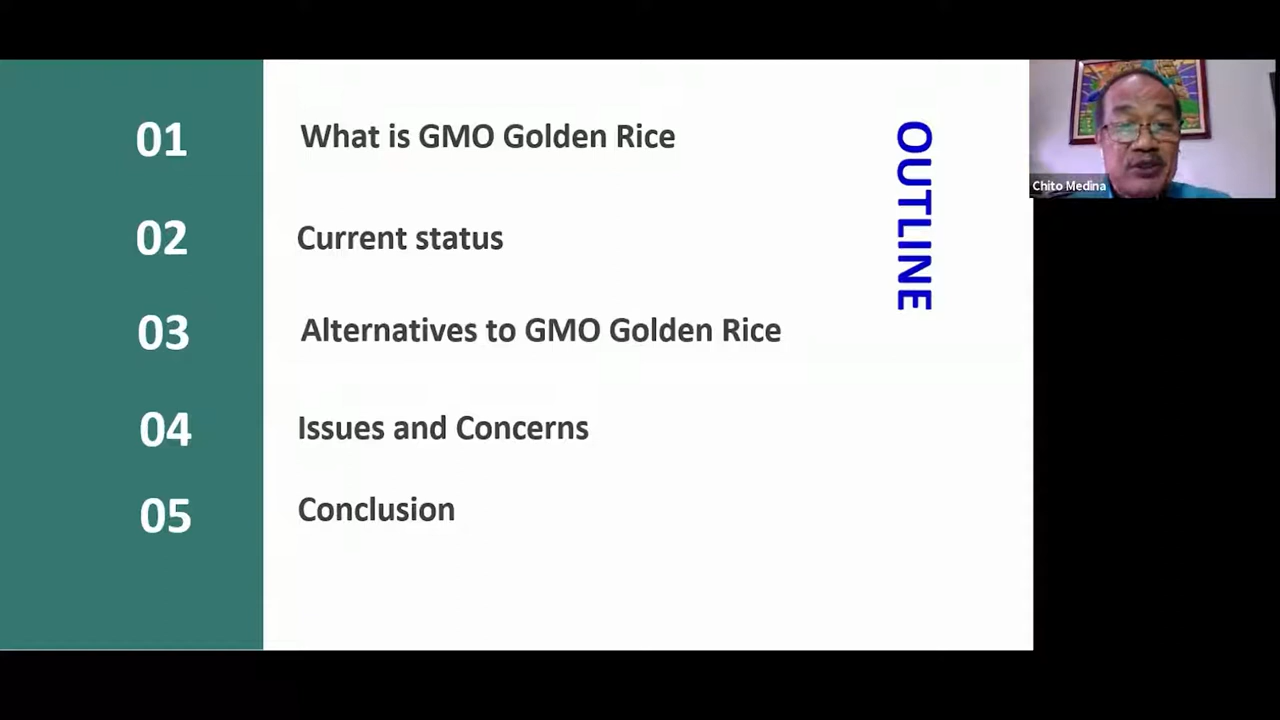 01 What is GMO Golden Rice
02 Current status
03 Alternatives to GMO Golden Rice
04 Issues and Concerns
05 Conclusion
OUTLINE
Chito Medina